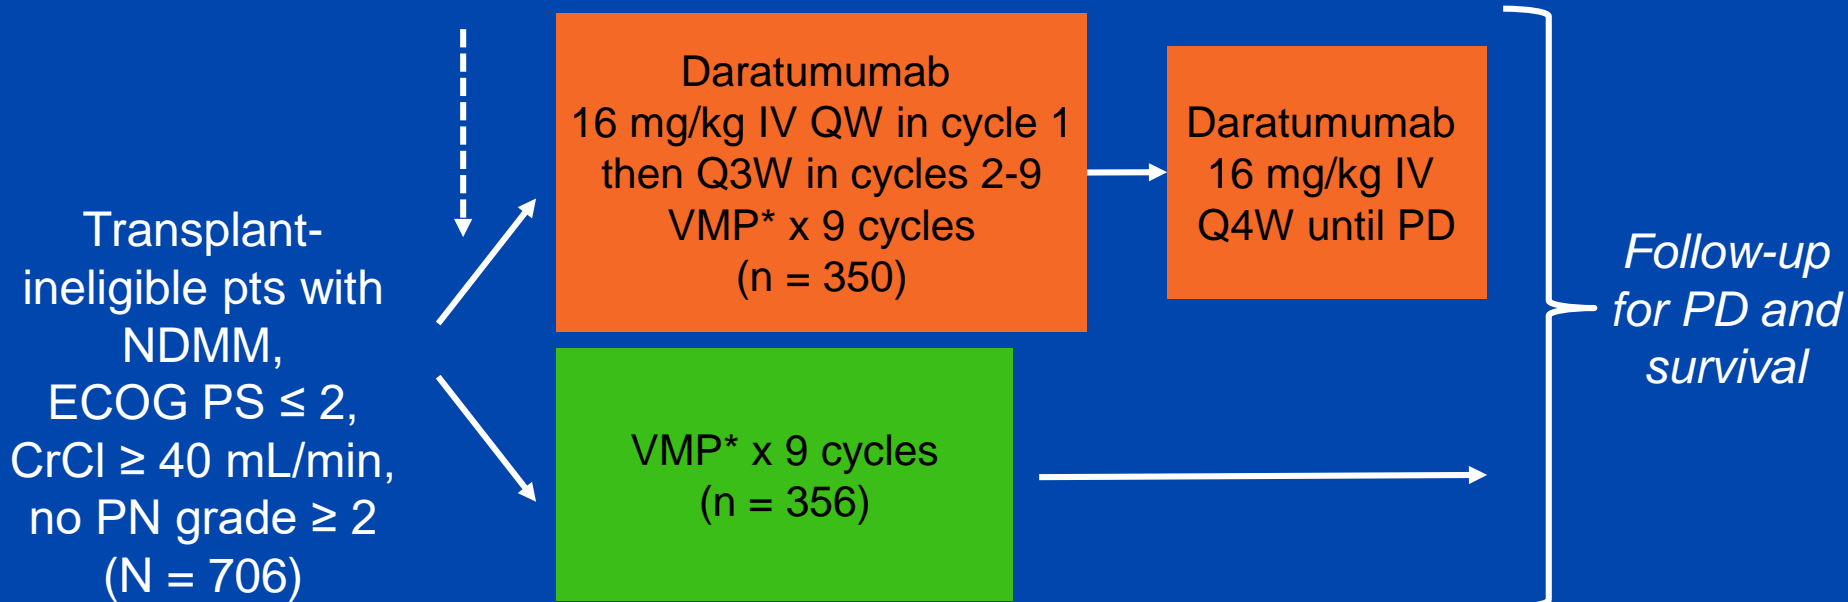 Transplant-
ineligible pts with
NDMM,
ECOG PS ≤ 2,
CrCl ≥ 40 mL/min,
no PN grade ≥ 2
(N = 706)
Daratumumab
16 mg/kg IV QW in cycle 1
then Q3W in cycles 2-9
VMP* x 9 cycles
(n = 350)
Daratumumab
16 mg/kg IV
Q4W until PD
VMP* x 9 cycles
(n = 356)
Follow-up
for PD and
survival